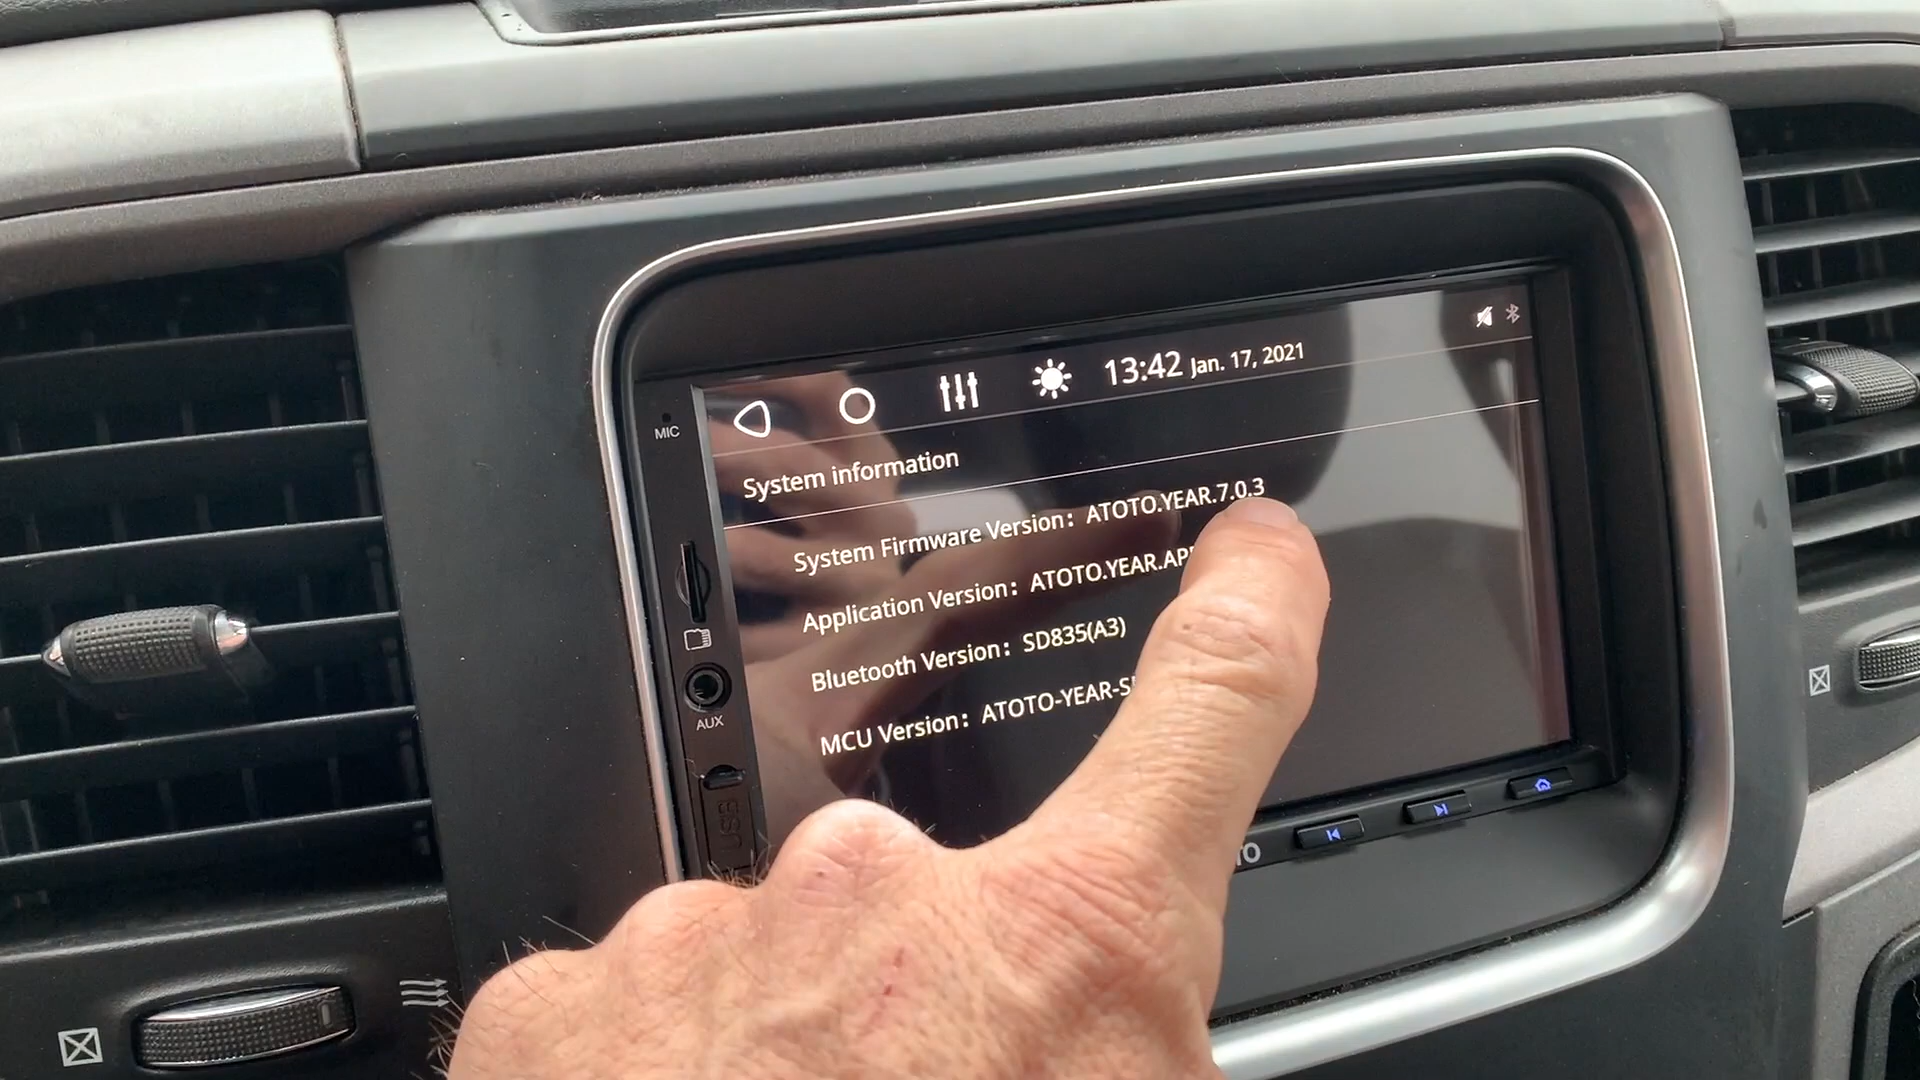 13:42 Jan. 17, 2021
MIC
System information
System Firmware Version: ATOTO.YEAR.7.0.3
Application Version: ATOTO.YEAR.AP
Bluetooth Version: SD835(A3)
MCU Version: ATOTO-YEAR-S
AUX
USB
TO